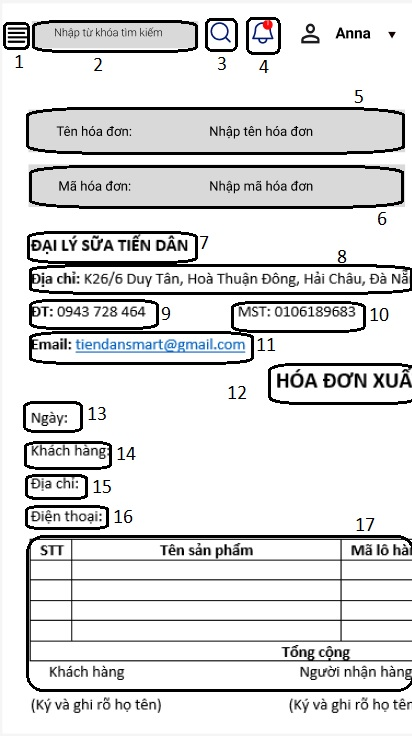 Nhập từ khóa tìm kiếm
Anna
1
2
3
4
5
Tên hóa đơn: Nhập tên hóa đơn
Mã hóa đơn: Nhập mã hóa đơn
6
ĐẠI LÝ SỮA TIẾN DÂN 7
8
Địa chỉ: K26/6 Duy Tân, Hoà Thuận Đông, Hải Châu, Đà Nẵ
ĐT: 0943 728 464 9 MST: 0106189683 10
Email: tiendansmart@gmail.com 11
12 HÓA ĐƠN XUẤ
Ngày: 13
Khách hàng: 14
Địa chỉ: 15
Điện thoại: 16
17
STT Tên sản phẩm Mã lô hàn
Tổng cộng
Khách hàng Người nhận hàng
(Ký và ghi rõ họ tên) (Ký và ghi rõ họ tên